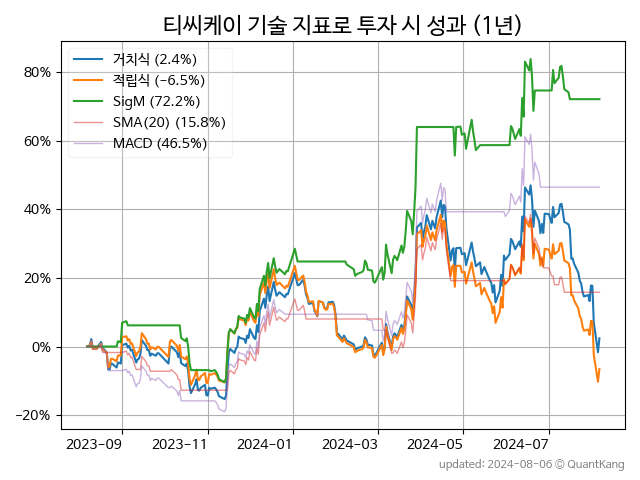 티씨케이 기술 지표로 투자 시 성과 (1년)
거치식 (2.4%)
적립식 (-6.5%)
SigM (72.2%)
SMA(20) (15.8%)
MACD (46.5%)
80%
60%
40%
20%
0%
-20%
2023-09 2023-11 2024-01 2024-03 2024-05 2024-07
updated: 2024-08-06 © QuantKang